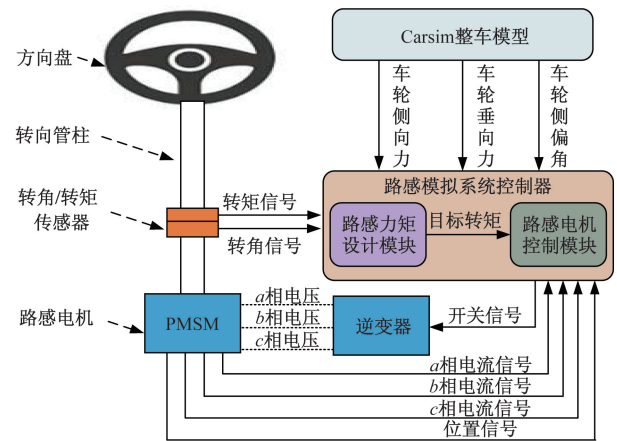 Carsim整车模型
方向盘
车轮侧向力
车轮垂向力
车轮侧偏角
转向管柱
路感模拟系统控制器
转角/转矩
传感器
转矩信号
转角信号
路感力矩
设计模块
目标转矩
路感电机
控制模块
路感电机
PMSM
a相电压
b相电压
c相电压
逆变器
开关信号
a相电流信号
b相电流信号
c相电流信号
位置信号